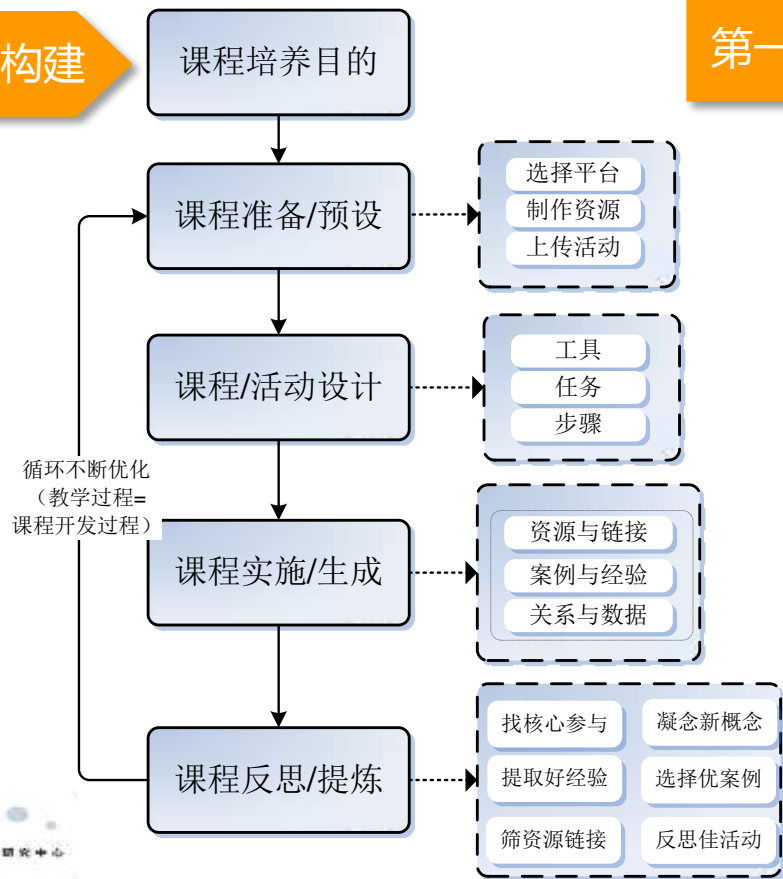 构建
课程培养目的
第一
课程准备/预设
选择平台
制作资源
上传活动
课程/活动设计
工具
任务
步骤
循环不断优化
（教学过程=
课程开发过程）
课程实施/生成
资源与链接
案例与经验
关系与数据
课程反思/提炼
找核心参与
凝念新概念
提取好经验
选择优案例
筛资源链接
反思佳活动
研究中心